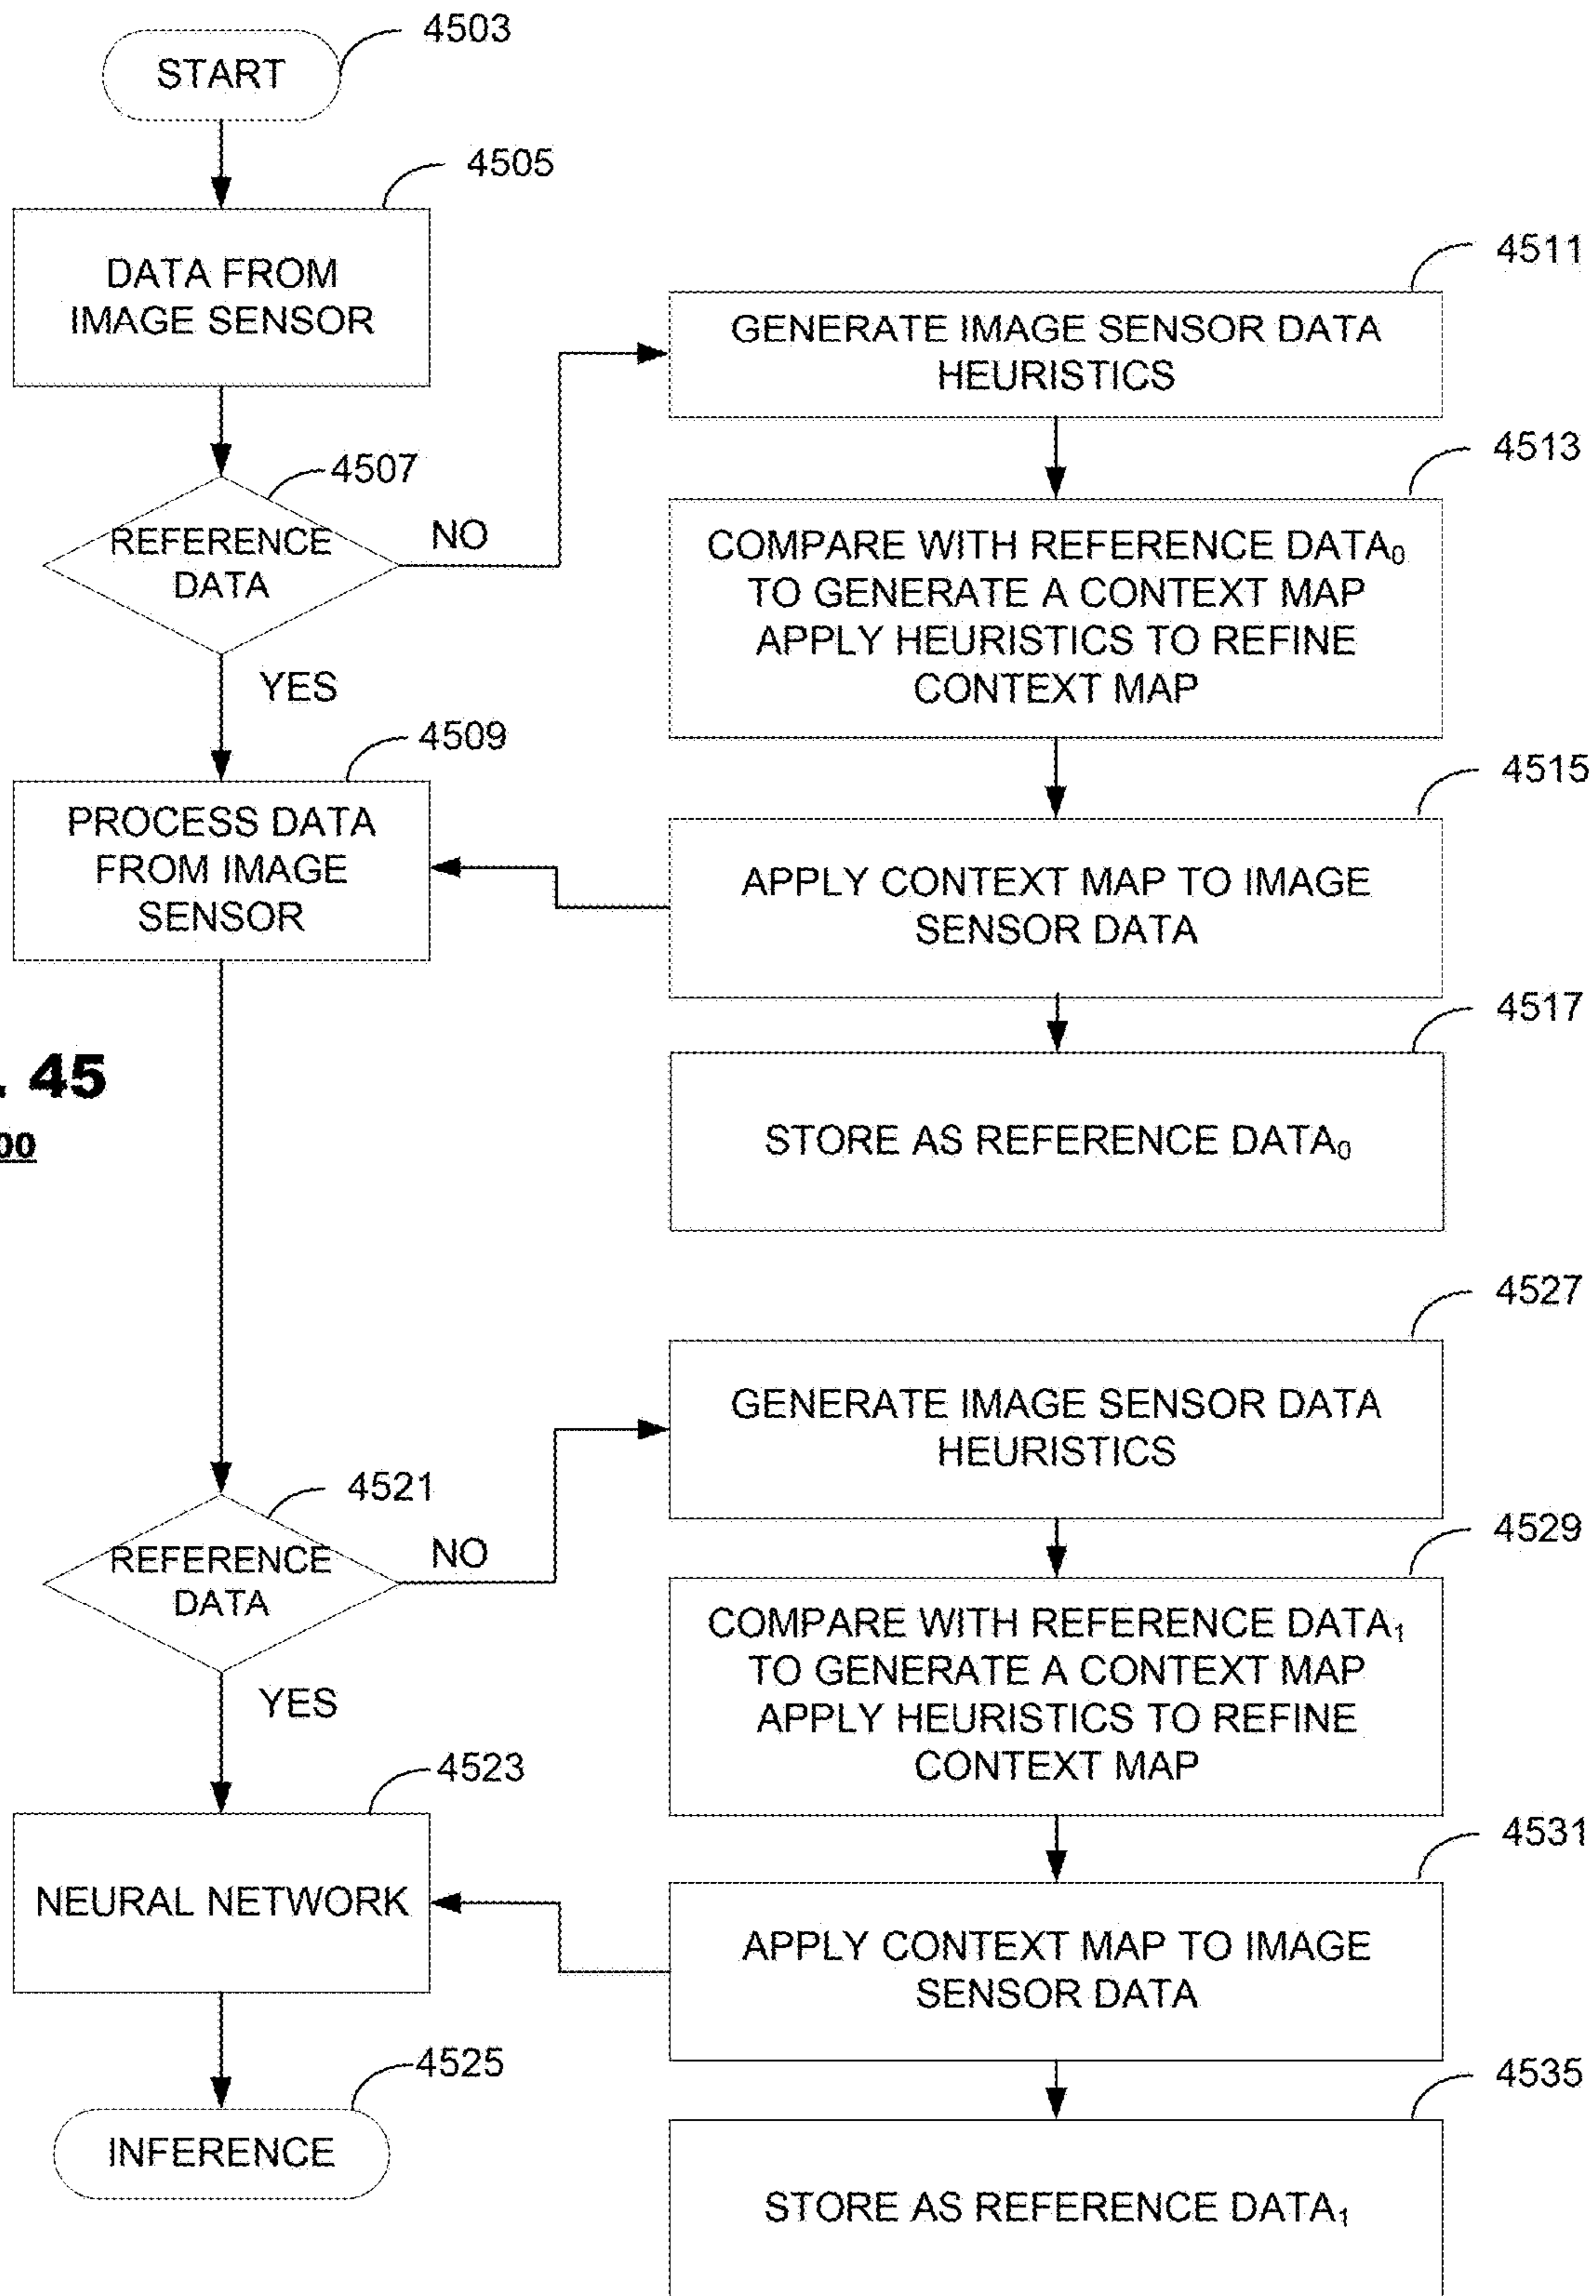 START
4503
4505
DATA FROM
IMAGE SENSOR
4507
REFERENCE
DATA
NO
YES
4509
PROCESS DATA
FROM IMAGE
SENSOR
4511
GENERATE IMAGE SENSOR DATA
HEURISTICS
4513
COMPARE WITH REFERENCE DATA₀
TO GENERATE A CONTEXT MAP
APPLY HEURISTICS TO REFINE
CONTEXT MAP
4515
APPLY CONTEXT MAP TO IMAGE
SENSOR DATA
4517
STORE AS REFERENCE DATA₀
. 45
00
4521
REFERENCE
DATA
NO
YES
4523
NEURAL NETWORK
4525
INFERENCE
4527
GENERATE IMAGE SENSOR DATA
HEURISTICS
4529
COMPARE WITH REFERENCE DATA₁
TO GENERATE A CONTEXT MAP
APPLY HEURISTICS TO REFINE
CONTEXT MAP
4531
APPLY CONTEXT MAP TO IMAGE
SENSOR DATA
4535
STORE AS REFERENCE DATA₁